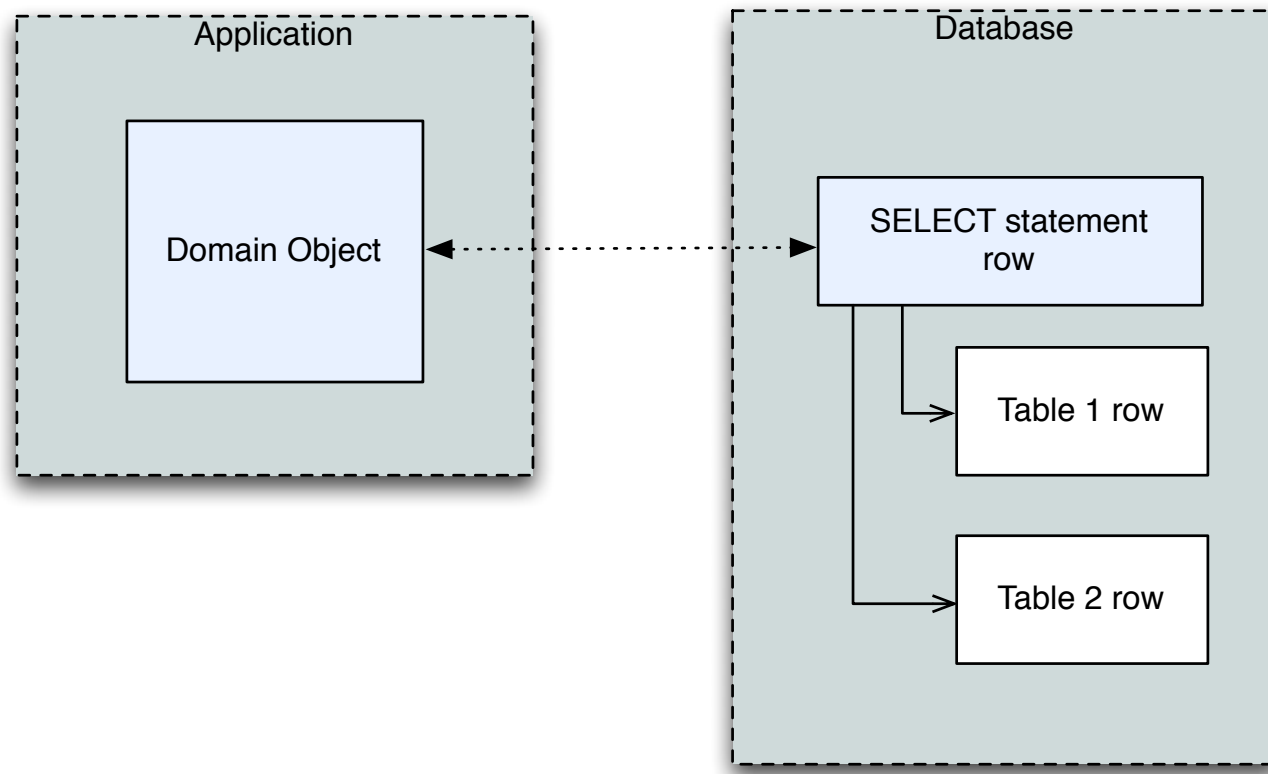 Application
Domain Object
Database
SELECT statement
row
Table 1 row
Table 2 row